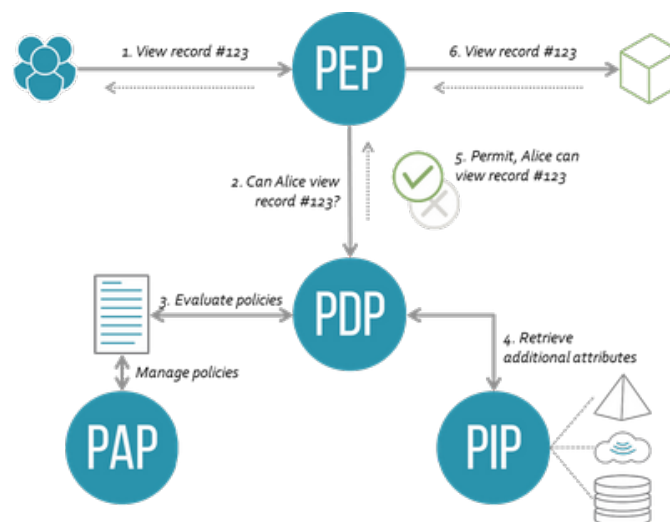 1. View record #123
PEP
6. View record #123
2. Can Alice view
record #123?
5. Permit, Alice can
view record #123
3. Evaluate policies
PDP
4. Retrieve
additional attributes
Manage policies
PAP
PIP